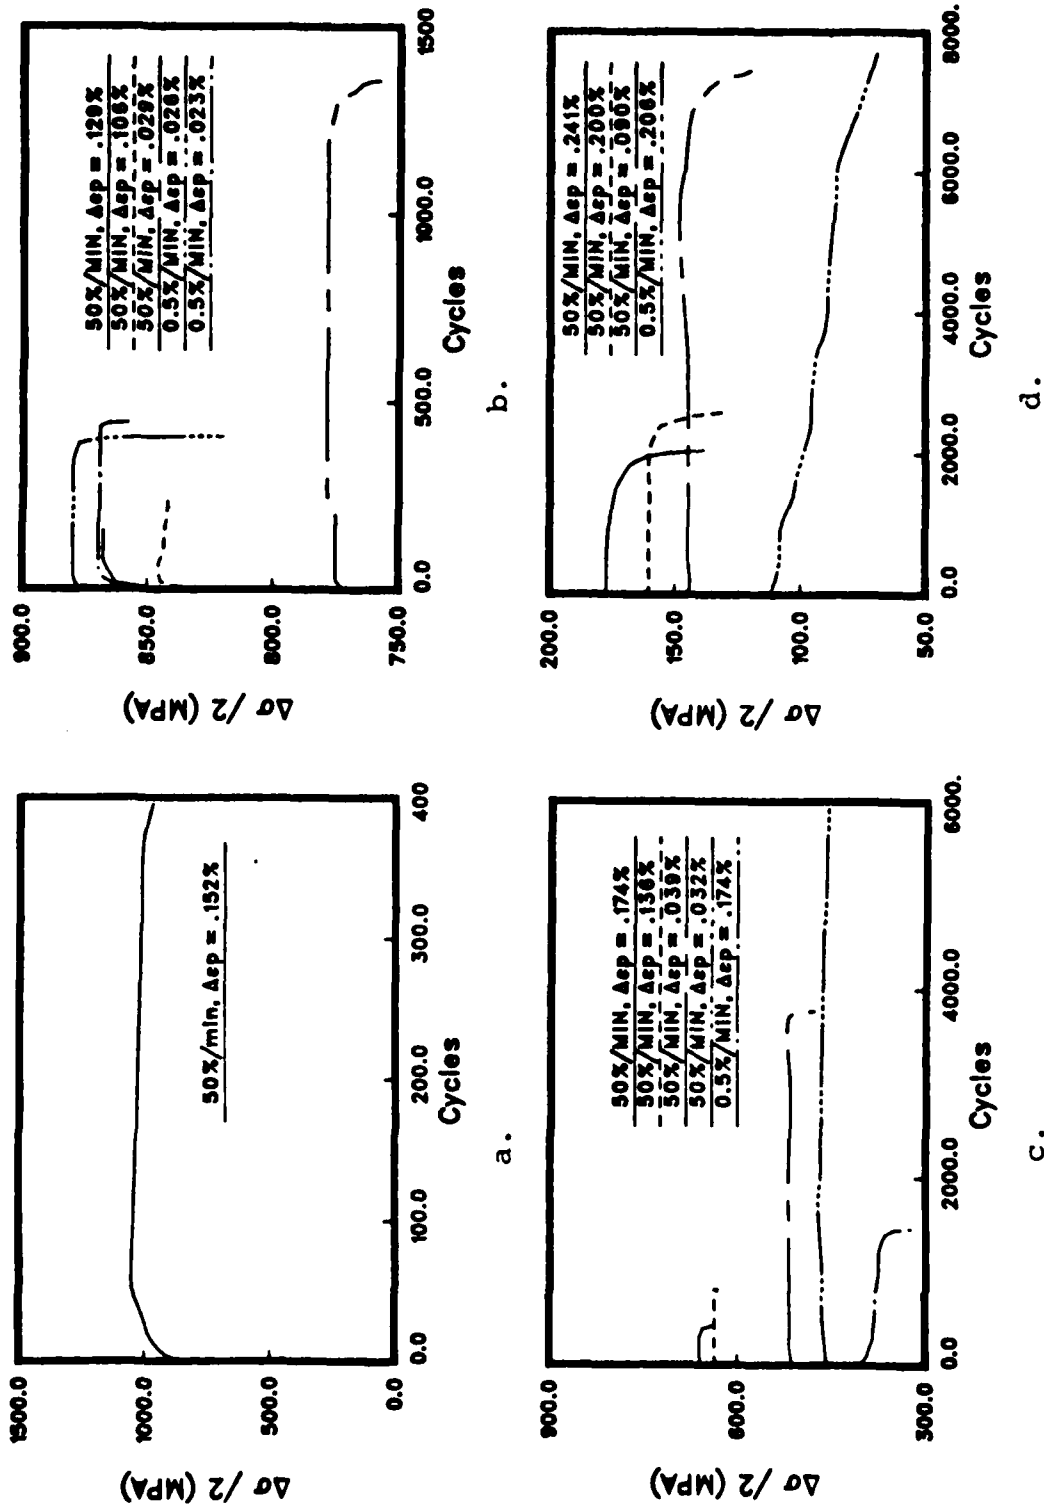 1500.0
1000.0
500.0
0.0
Δσ/2 (MPA)
0.0
100.0
200.0
300.0
400
Cycles
50%/min, Δεp = .152%
a.
900.0
850.0
800.0
750.0
Δσ/2 (MPA)
0.0
500.0
1000.0
1500
Cycles
50%/MIN, Δεp = .129%
50%/MIN, Δεp = .106%
50%/MIN, Δεp = .029%
0.5%/MIN, Δεp = .026%
0.5%/MIN, Δεp = .023%
b.
900.0
600.0
300.0
Δσ/2 (MPA)
0.0
2000.0
4000.0
6000.
Cycles
50%/MIN, Δεp = .174%
50%/MIN, Δεp = .136%
50%/MIN, Δεp = .039%
50%/MIN, Δεp = .032%
0.5%/MIN, Δεp = .174%
c.
200.0
150.0
100.0
50.0
Δσ/2 (MPA)
0.0
2000.0
4000.0
6000.0
8000.
Cycles
50%/MIN, Δεp = .241%
50%/MIN, Δεp = .200%
50%/MIN, Δεp = .090%
0.5%/MIN, Δεp = .206%
d.